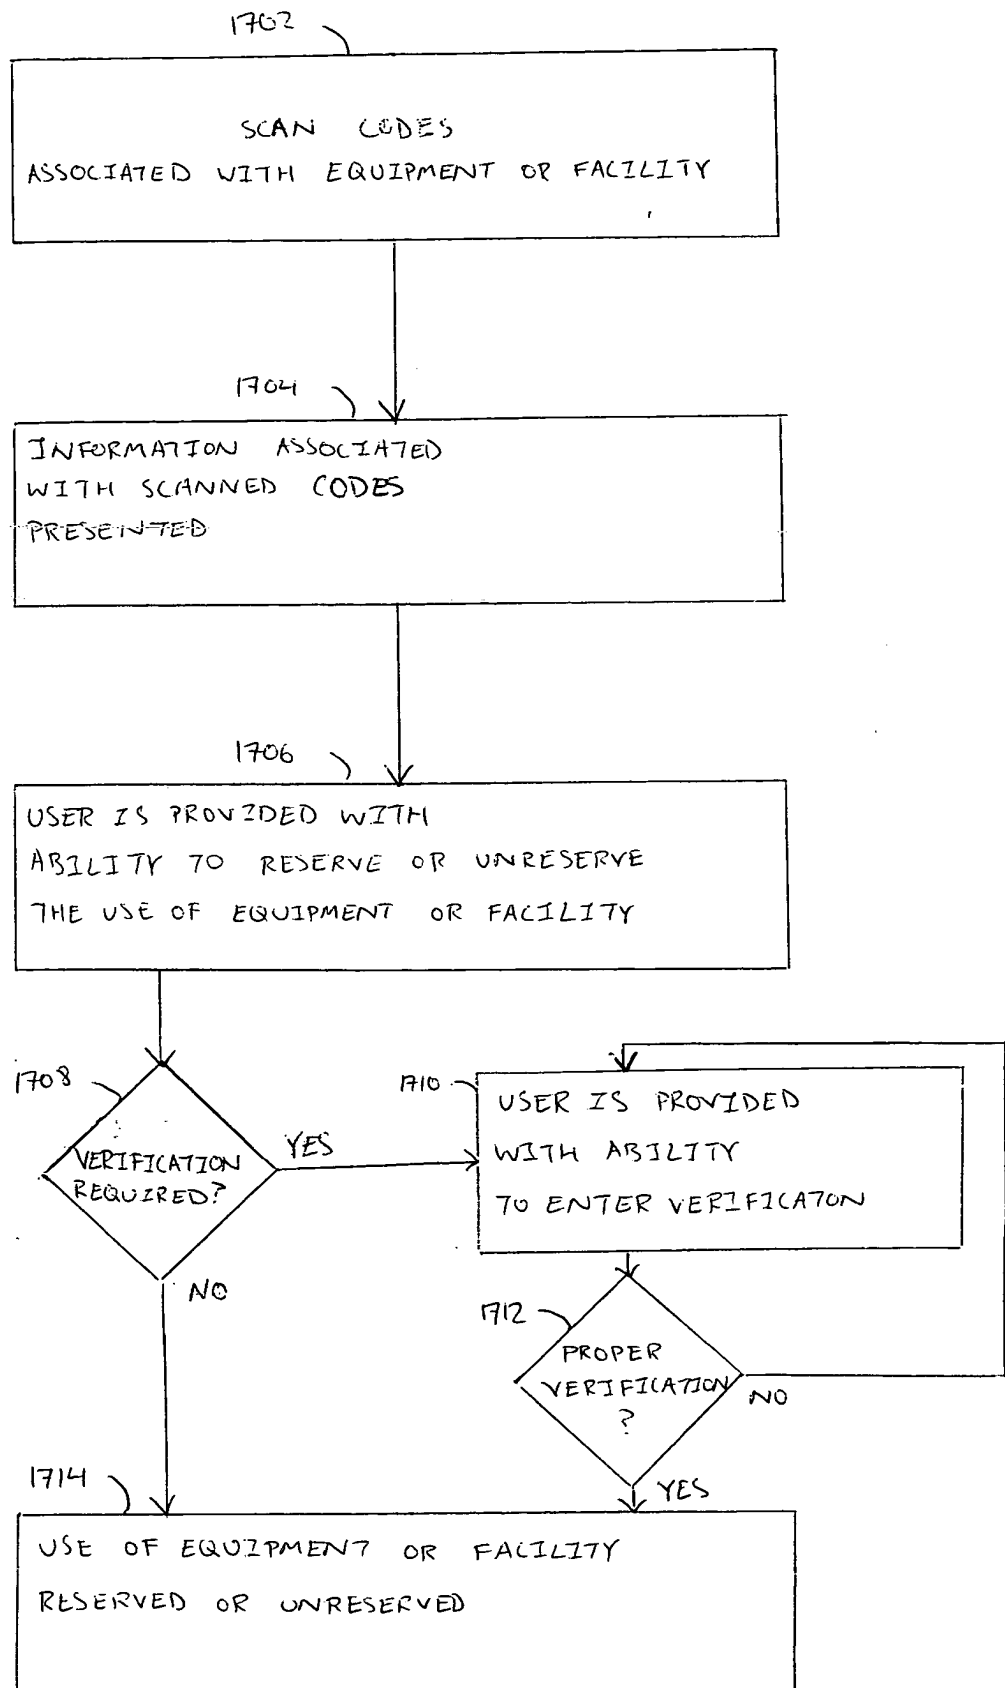 1702
SCAN CODES
ASSOCIATED WITH EQUIPMENT OR FACILITY
1704
INFORMATION ASSOCIATED
WITH SCANNED CODES
PRESENTED
1706
USER IS PROVIDED WITH
ABILITY TO RESERVE OR UNRESERVE
THE USE OF EQUIPMENT OR FACILITY
1708
VERIFICATION
REQUIRED?
YES
NO
1710
USER IS PROVIDED
WITH ABILITY
TO ENTER VERIFICATON
1712
PROPER
VERIFICATION
?
NO
YES
1714
USE OF EQUIPMENT OR FACILITY
RESERVED OR UNRESERVED